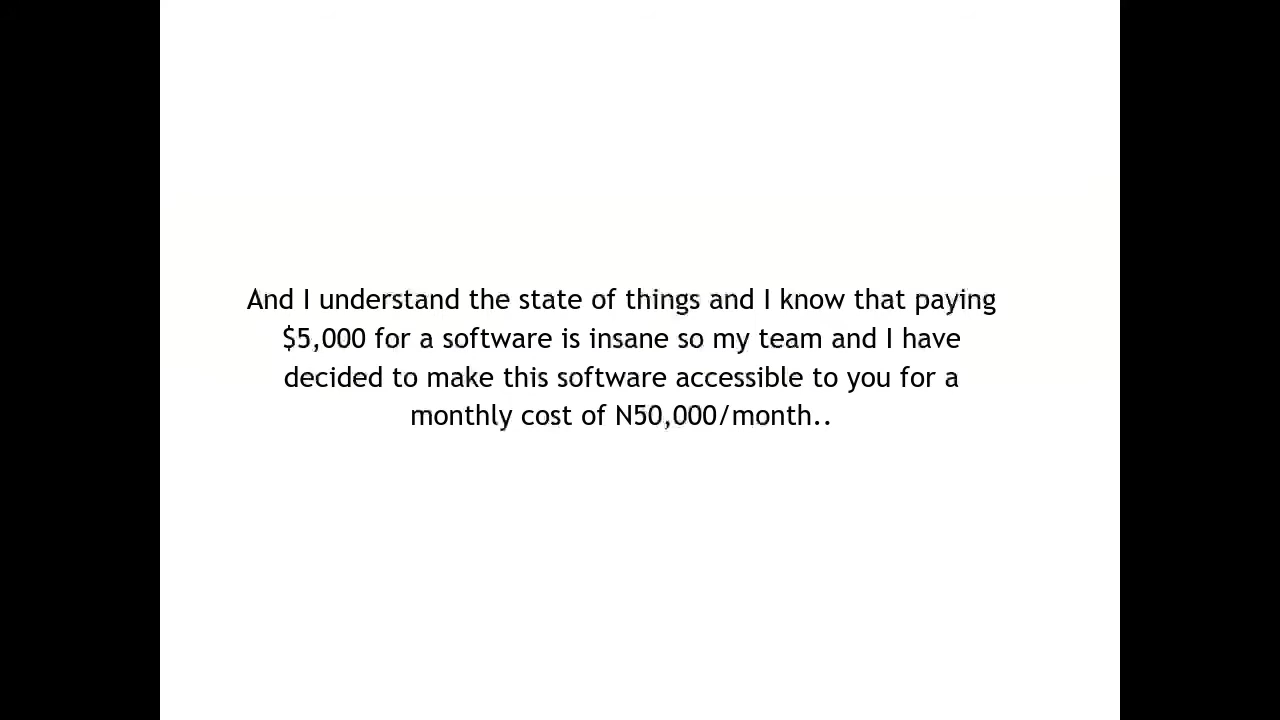 And I understand the state of things and I know that paying
$5,000 for a software is insane so my team and I have
decided to make this software accessible to you for a
monthly cost of N50,000/month..